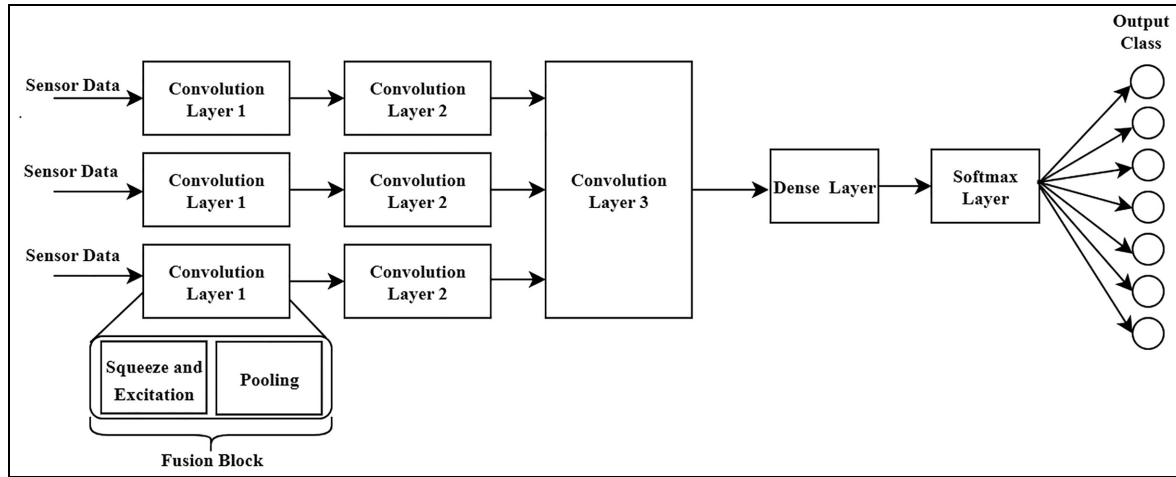 Output
Class
Sensor Data
Convolution
Layer 1
Convolution
Layer 2
Sensor Data
Convolution
Layer 1
Convolution
Layer 2
Convolution
Layer 3
Dense Layer
Softmax
Layer
Sensor Data
Convolution
Layer 1
Convolution
Layer 2
Squeeze and
Excitation
Pooling
Fusion Block